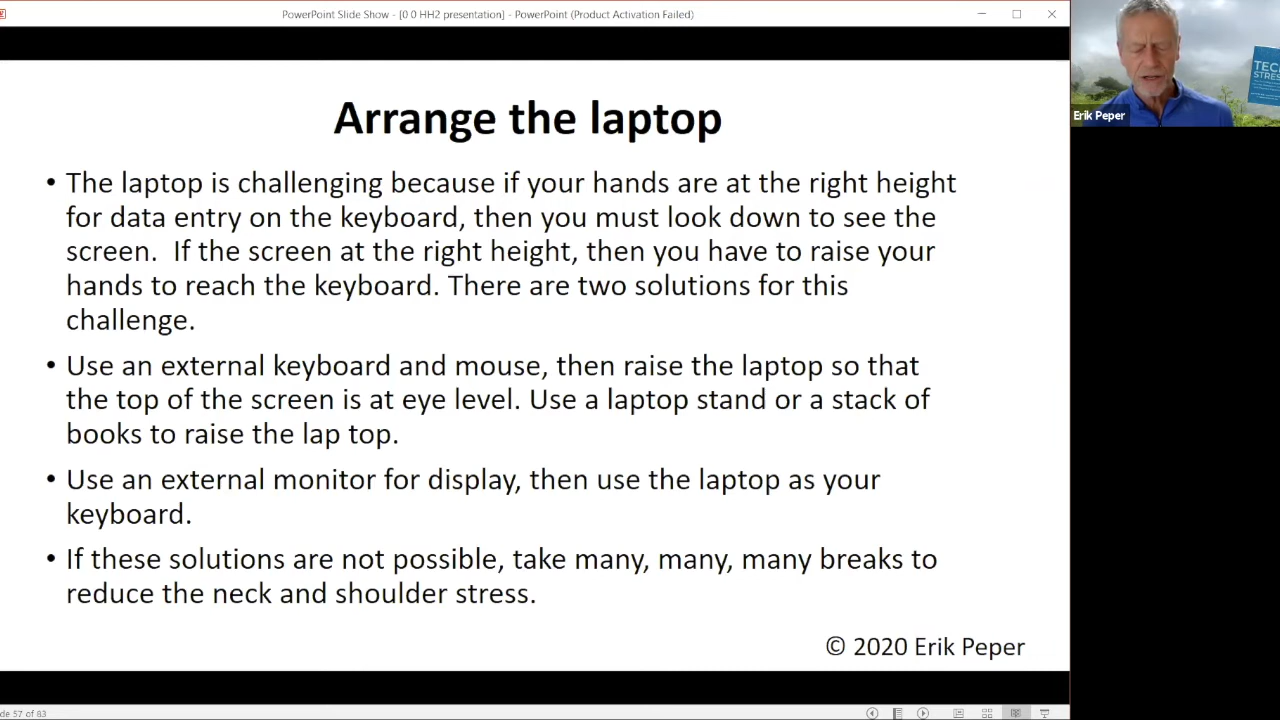 PowerPoint Slide Show - [0 0 HH2 presentation] - PowerPoint (Product Activation Failed)
Arrange the laptop
• The laptop is challenging because if your hands are at the right height
for data entry on the keyboard, then you must look down to see the
screen.  If the screen at the right height, then you have to raise your
hands to reach the keyboard. There are two solutions for this
challenge.
• Use an external keyboard and mouse, then raise the laptop so that
the top of the screen is at eye level. Use a laptop stand or a stack of
books to raise the lap top.
• Use an external monitor for display, then use the laptop as your
keyboard.
• If these solutions are not possible, take many, many, many breaks to
reduce the neck and shoulder stress.
© 2020 Erik Peper
TECH
STRES
Erik Peper
de 57 of 83